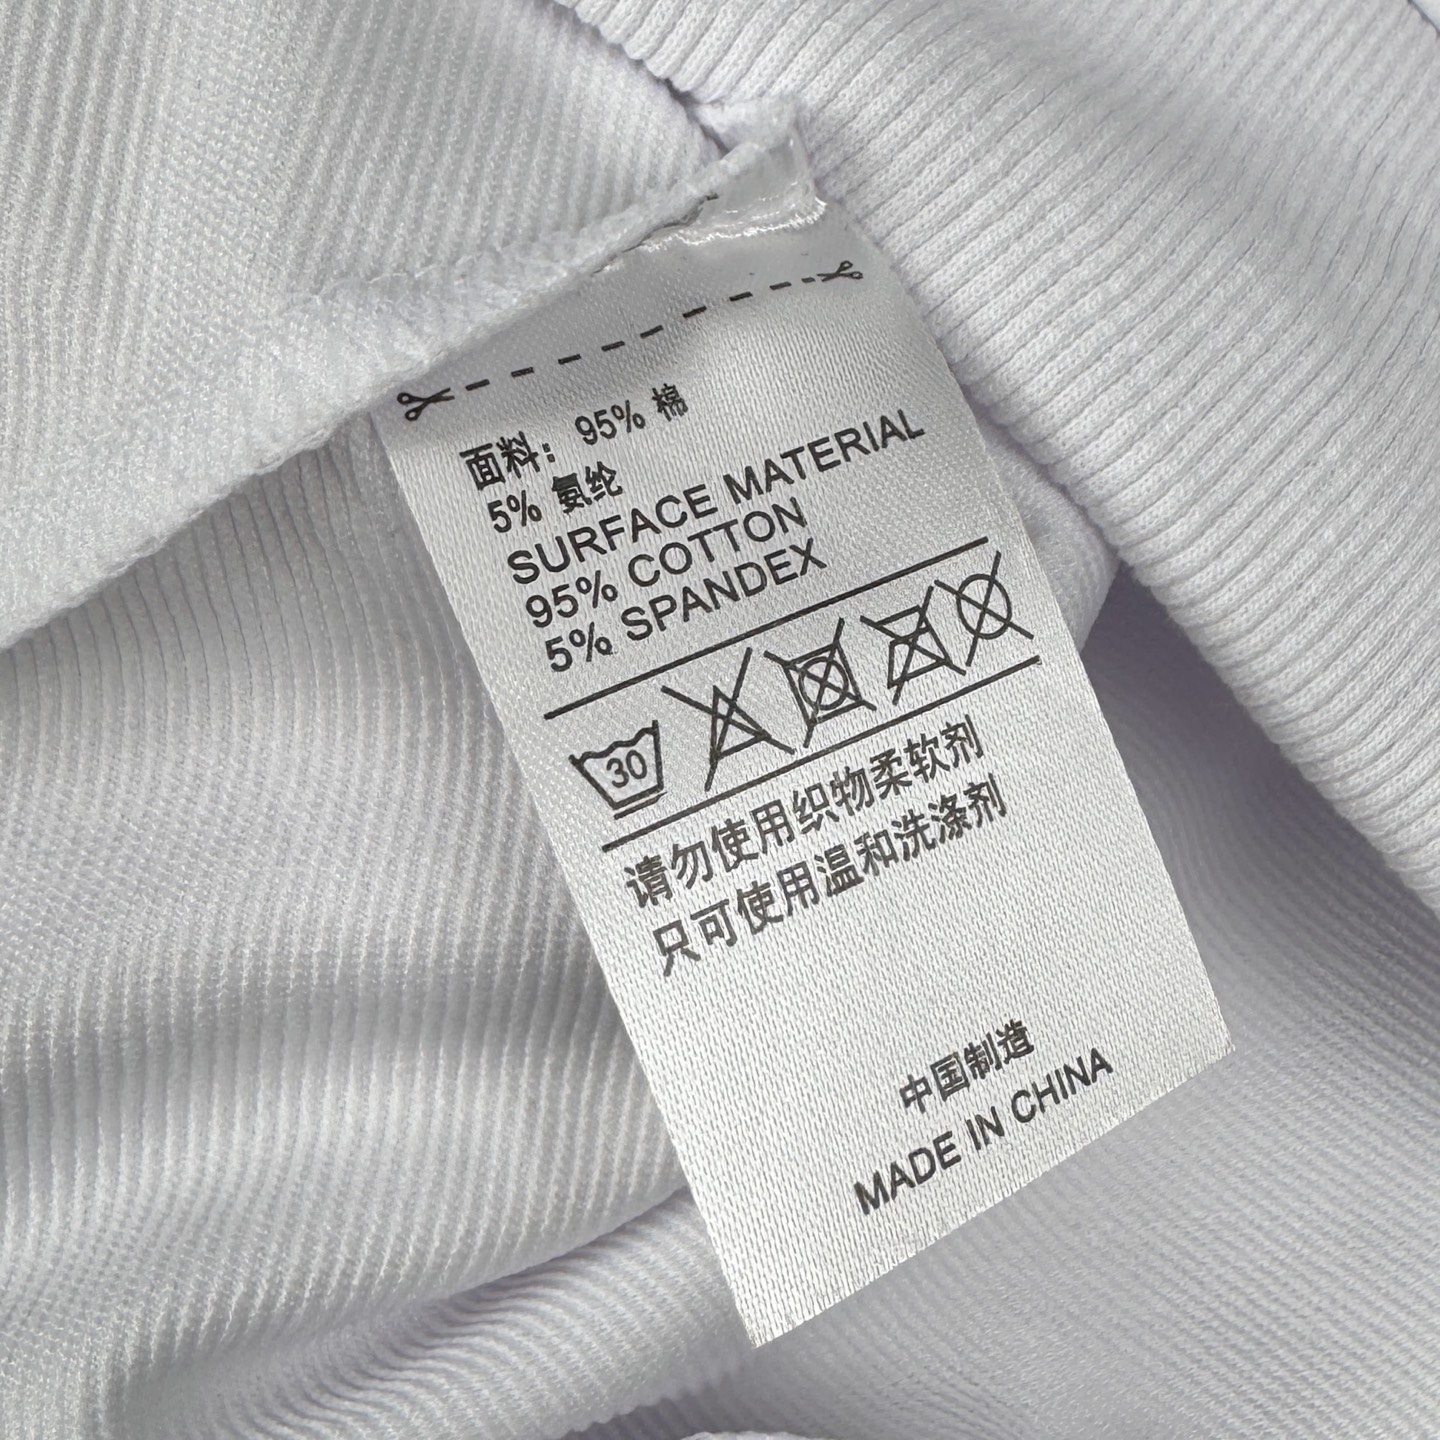 面料： 95% 棉
5% 氨纶
SURFACE MATERIAL
95% COTTON
5% SPANDEX
30
请勿使用织物柔软剂
只可使用温和洗涤剂
中国制造
MADE IN CHINA